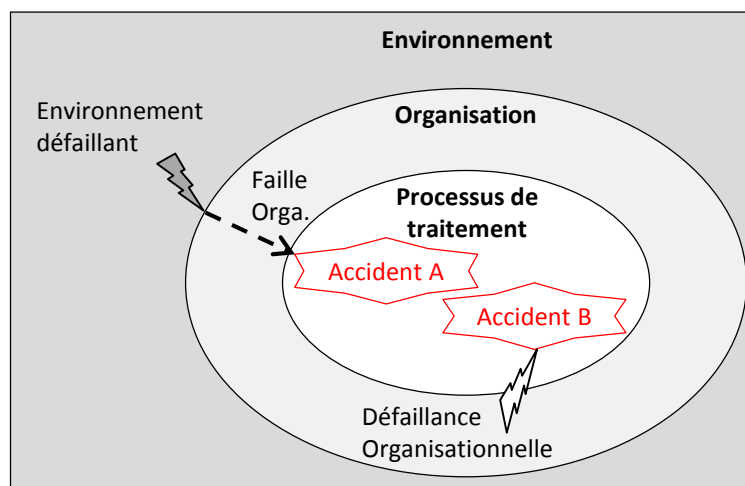 Environnement
Environnement
défaillant
Organisation
Faille
Orga.
Processus de
traitement
Accident A
Accident B
Défaillance
Organisationnelle